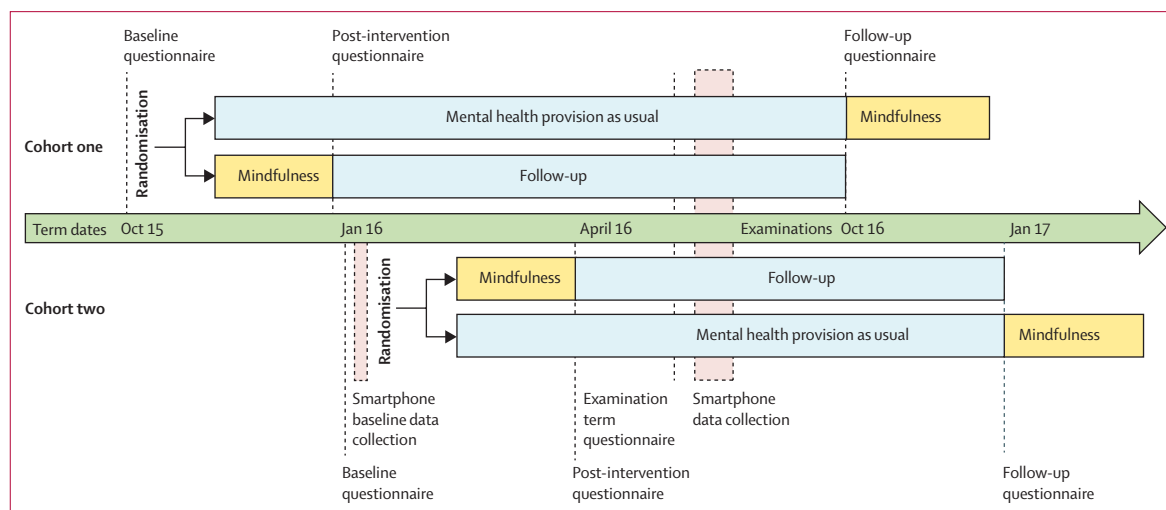 Baseline
questionnaire
Post-intervention
questionnaire
Follow-up
questionnaire
Cohort one
Randomisation
Mental health provision as usual
Mindfulness
Mindfulness
Follow-up
Term dates
Oct 15
Jan 16
April 16
Examinations
Oct 16
Jan 17
Cohort two
Randomisation
Mindfulness
Follow-up
Mental health provision as usual
Mindfulness
Smartphone
baseline data
collection
Examination
term
questionnaire
Smartphone
data collection
Baseline
questionnaire
Post-intervention
questionnaire
Follow-up
questionnaire